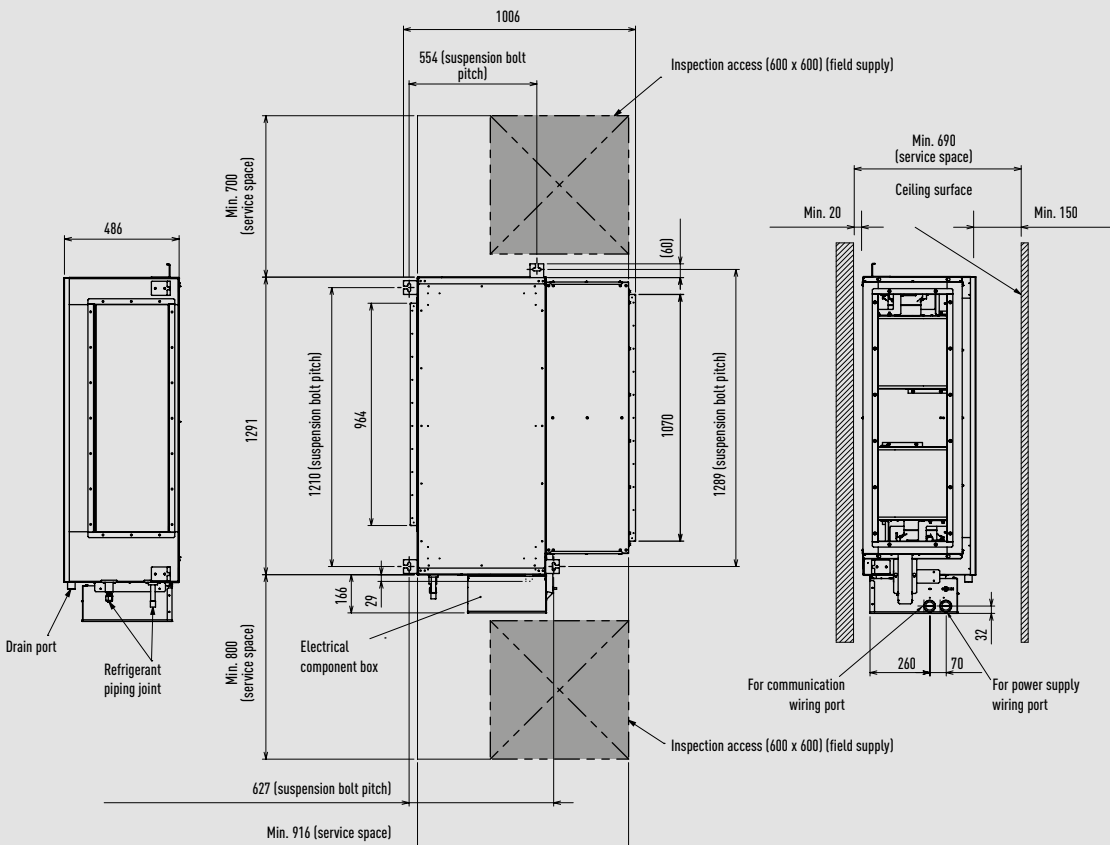 1006
554 (suspension bolt
pitch)
Inspection access (600 x 600) (field supply)
Min. 700
(service space)
Min. 690
(service space)
Ceiling surface
Min. 20
Min. 150
486
(60)
1291
1210 (suspension bolt pitch)
964
1070
1289 (suspension bolt pitch)
166
29
Drain port
Refrigerant
piping joint
Electrical
component box
Min. 800
(service space)
32
260
70
For communication
wiring port
For power supply
wiring port
Inspection access (600 x 600) (field supply)
627 (suspension bolt pitch)
Min. 916 (service space)